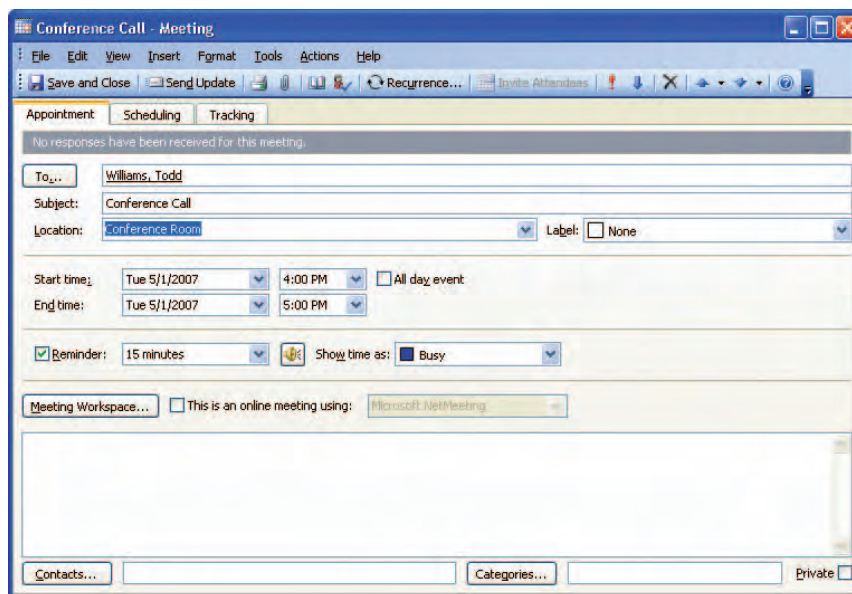 Conference Call - Meeting
File Edit View Insert Format Tools Actions Help
Save and Close Send Update Recurrence... Invite Attendees
Appointment Scheduling Tracking
No responses have been received for this meeting.
To... Williams, Todd
Subject: Conference Call
Location: Conference Room Label: None
Start time: Tue 5/1/2007 4:00 PM All day event
End time: Tue 5/1/2007 5:00 PM
Reminder: 15 minutes Show time as: Busy
Meeting Workspace... This is an online meeting using: Microsoft NetMeeting
Contacts... Categories... Private